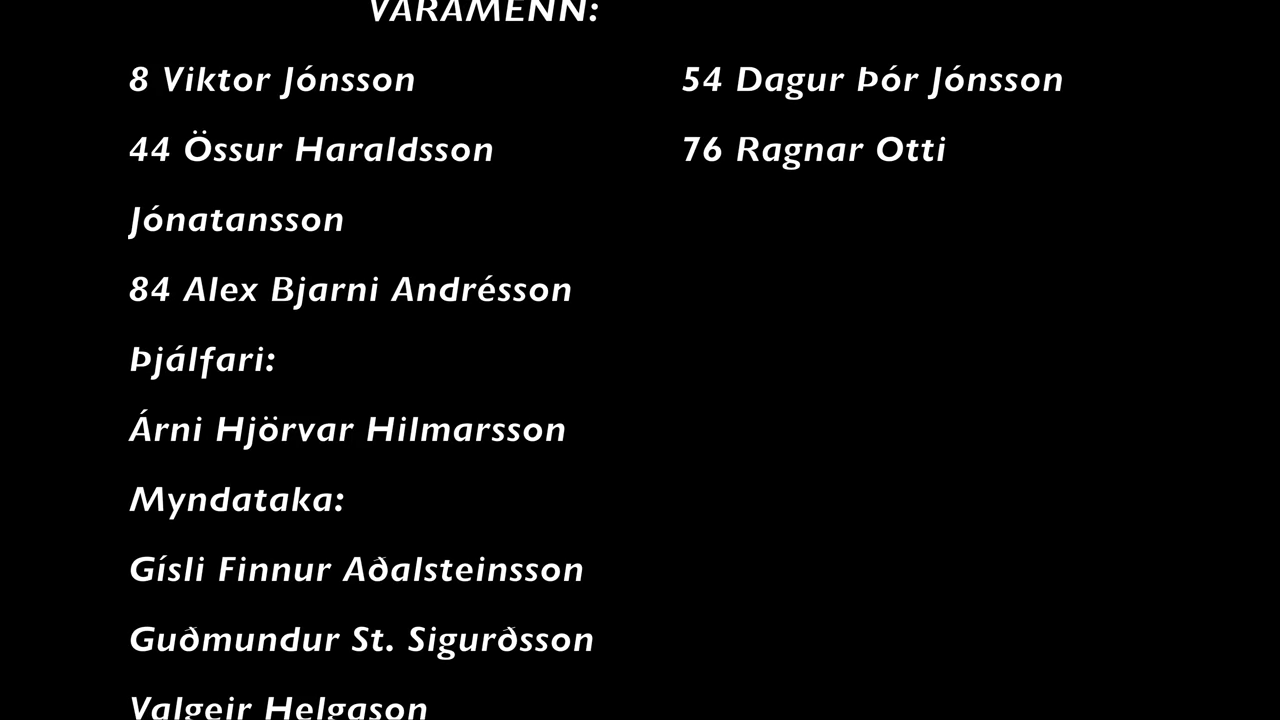 VARAMENN:
8 Viktor Jónsson
54 Dagur Þór Jónsson
44 Össur Haraldsson
76 Ragnar Otti
Jónatansson
84 Alex Bjarni Andrésson
Þjálfari:
Árni Hjörvar Hilmarsson
Myndataka:
Gísli Finnur Aðalsteinsson
Guðmundur St. Sigurðsson
Valgeir Helgason